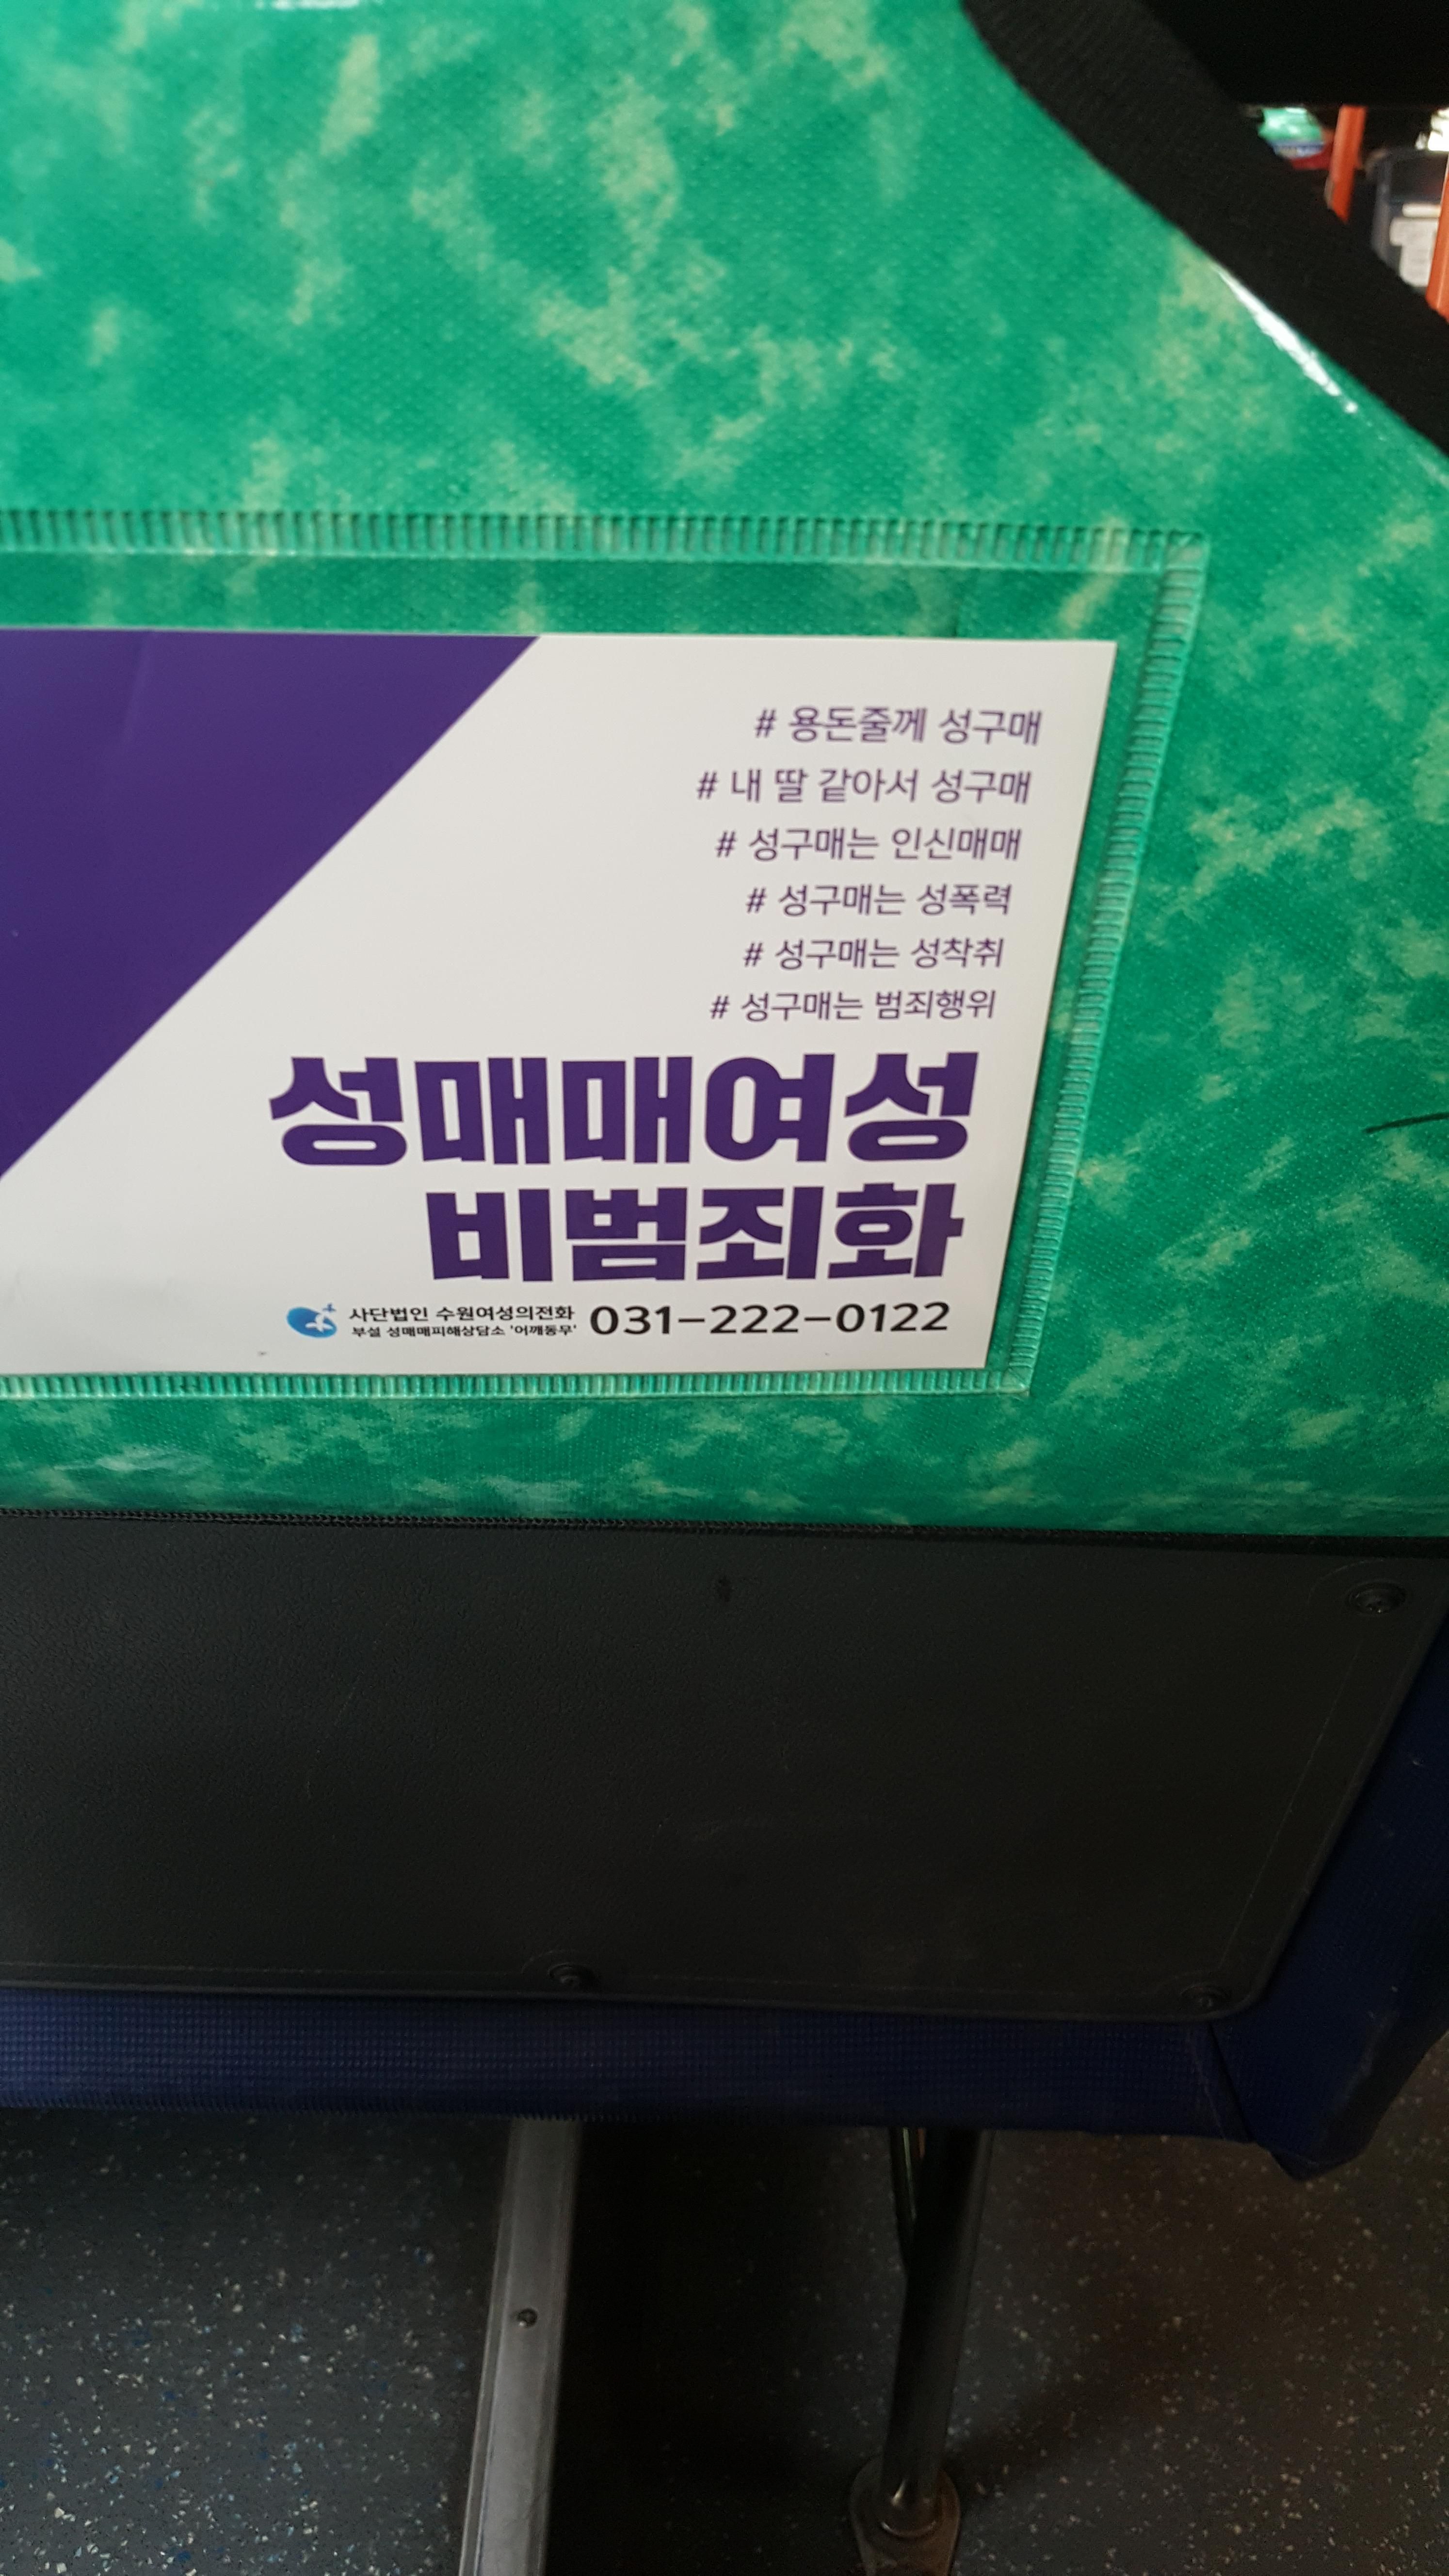 # 용돈줄께 성구매
# 내 딸 같아서 성구매
# 성구매는 인신매매
# 성구매는 성폭력
# 성구매는 성착취
# 성구매는 범죄행위
성매매여성
비범죄화
사단법인 수원여성의전화
부설 성매매피해상담소 '어깨동무'
031-222-0122